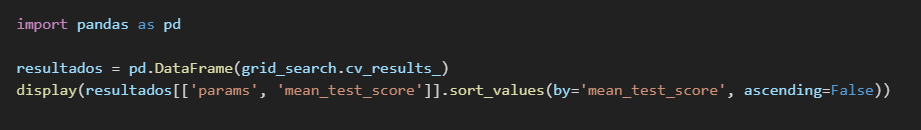 import pandas as pd
resultados = pd.DataFrame(grid_search.cv_results_)
display(resultados[['params', 'mean_test_score']].sort_values(by='mean_test_score', ascending=False))